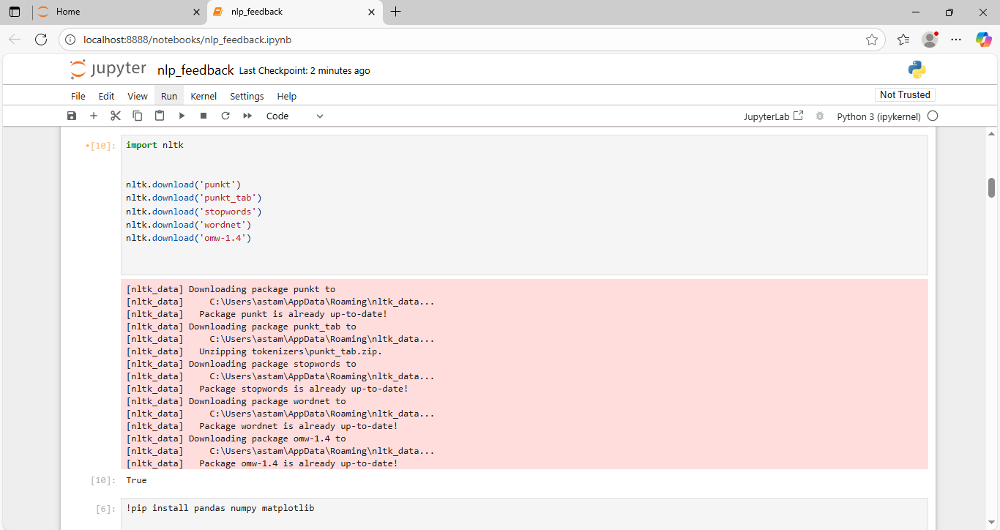 Home
nlp_feedback
localhost:8888/notebooks/nlp_feedback.ipynb
jupyter nlp_feedback Last Checkpoint: 2 minutes ago
File Edit View Run Kernel Settings Help
Not Trusted
Code
JupyterLab Python 3 (ipykernel)
[10]: import nltk
nltk.download('punkt')
nltk.download('punkt_tab')
nltk.download('stopwords')
nltk.download('wordnet')
nltk.download('omw-1.4')
[nltk_data] Downloading package punkt to
[nltk_data]     C:\Users\astam\AppData\Roaming\nltk_data...
[nltk_data]   Package punkt is already up-to-date!
[nltk_data] Downloading package punkt_tab to
[nltk_data]     C:\Users\astam\AppData\Roaming\nltk_data...
[nltk_data]   Unzipping tokenizers\punkt_tab.zip.
[nltk_data] Downloading package stopwords to
[nltk_data]     C:\Users\astam\AppData\Roaming\nltk_data...
[nltk_data]   Package stopwords is already up-to-date!
[nltk_data] Downloading package wordnet to
[nltk_data]     C:\Users\astam\AppData\Roaming\nltk_data...
[nltk_data]   Package wordnet is already up-to-date!
[nltk_data] Downloading package omw-1.4 to
[nltk_data]     C:\Users\astam\AppData\Roaming\nltk_data...
[nltk_data]   Package omw-1.4 is already up-to-date!
[10]: True
[6]: !pip install pandas numpy matplotlib